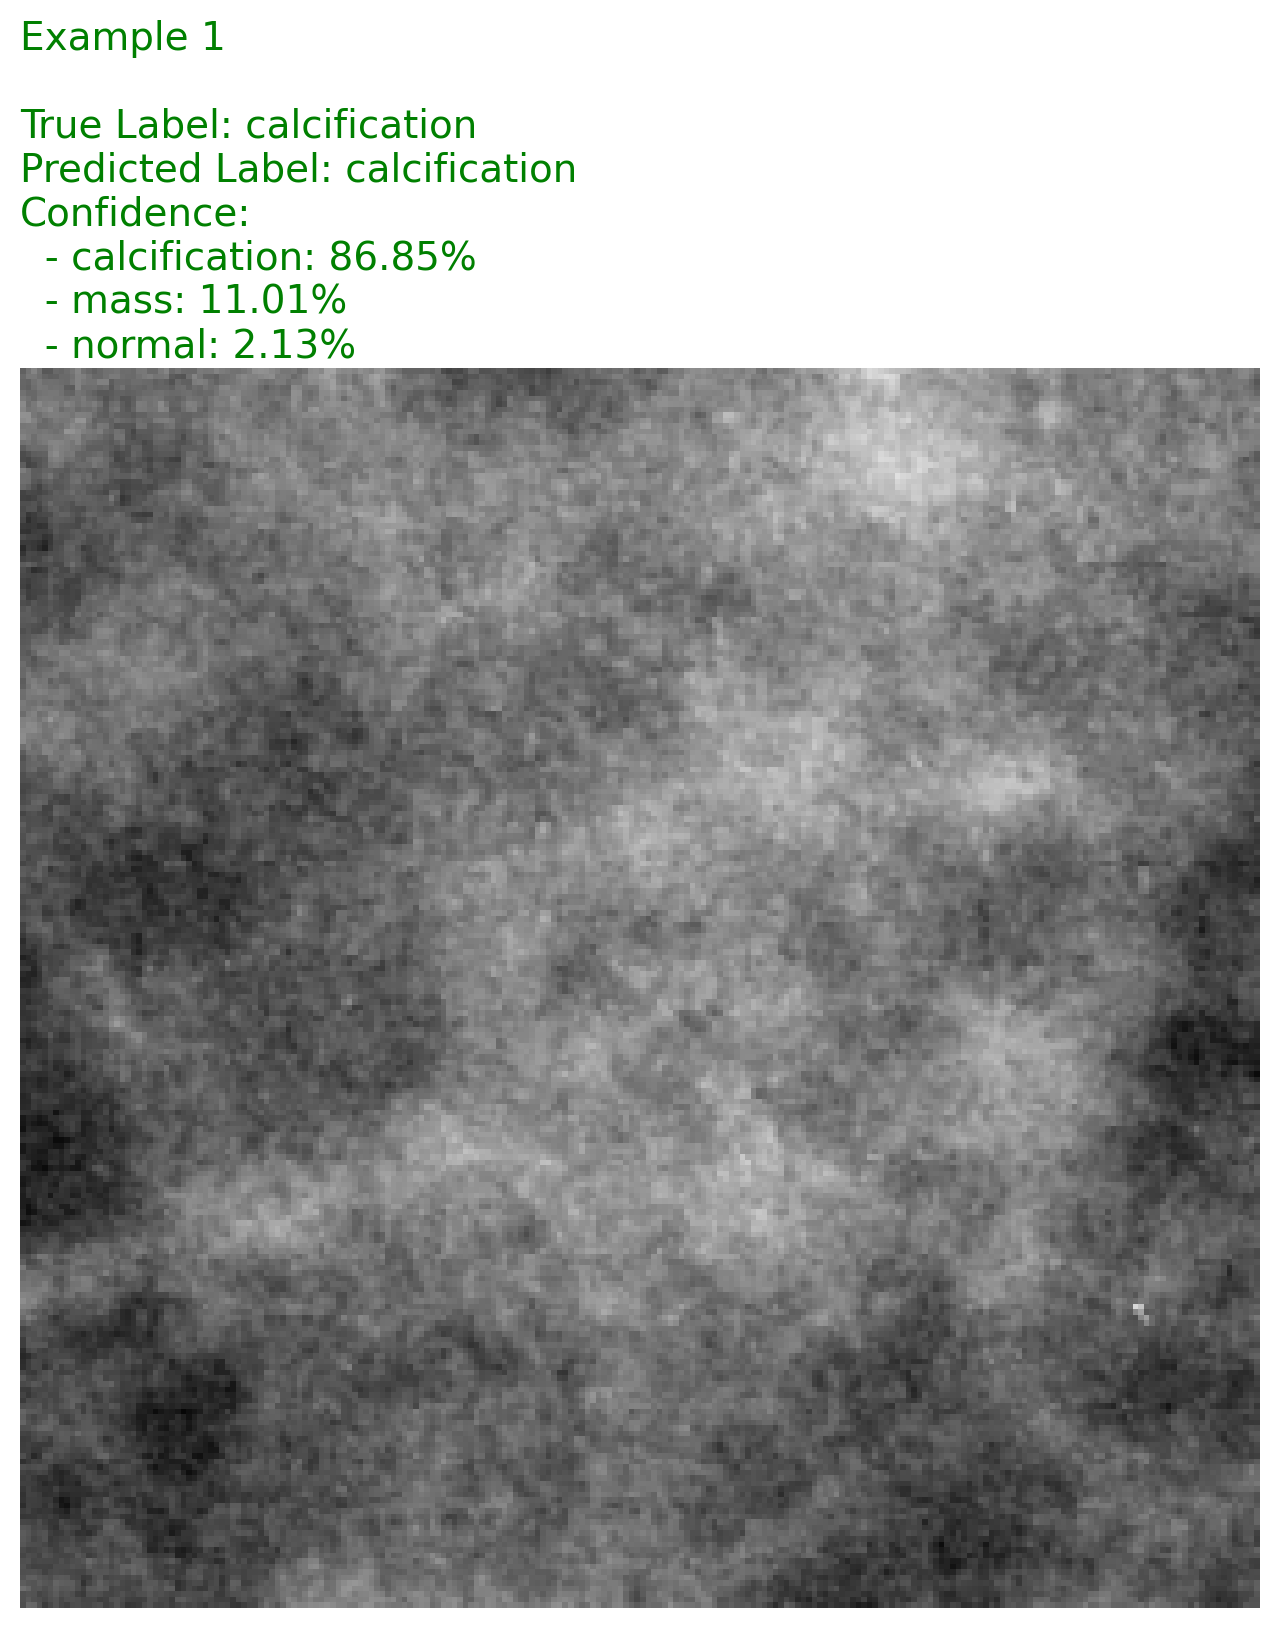 Example 1
True Label: calcification
Predicted Label: calcification
Confidence:
- calcification: 86.85%
- mass: 11.01%
- normal: 2.13%